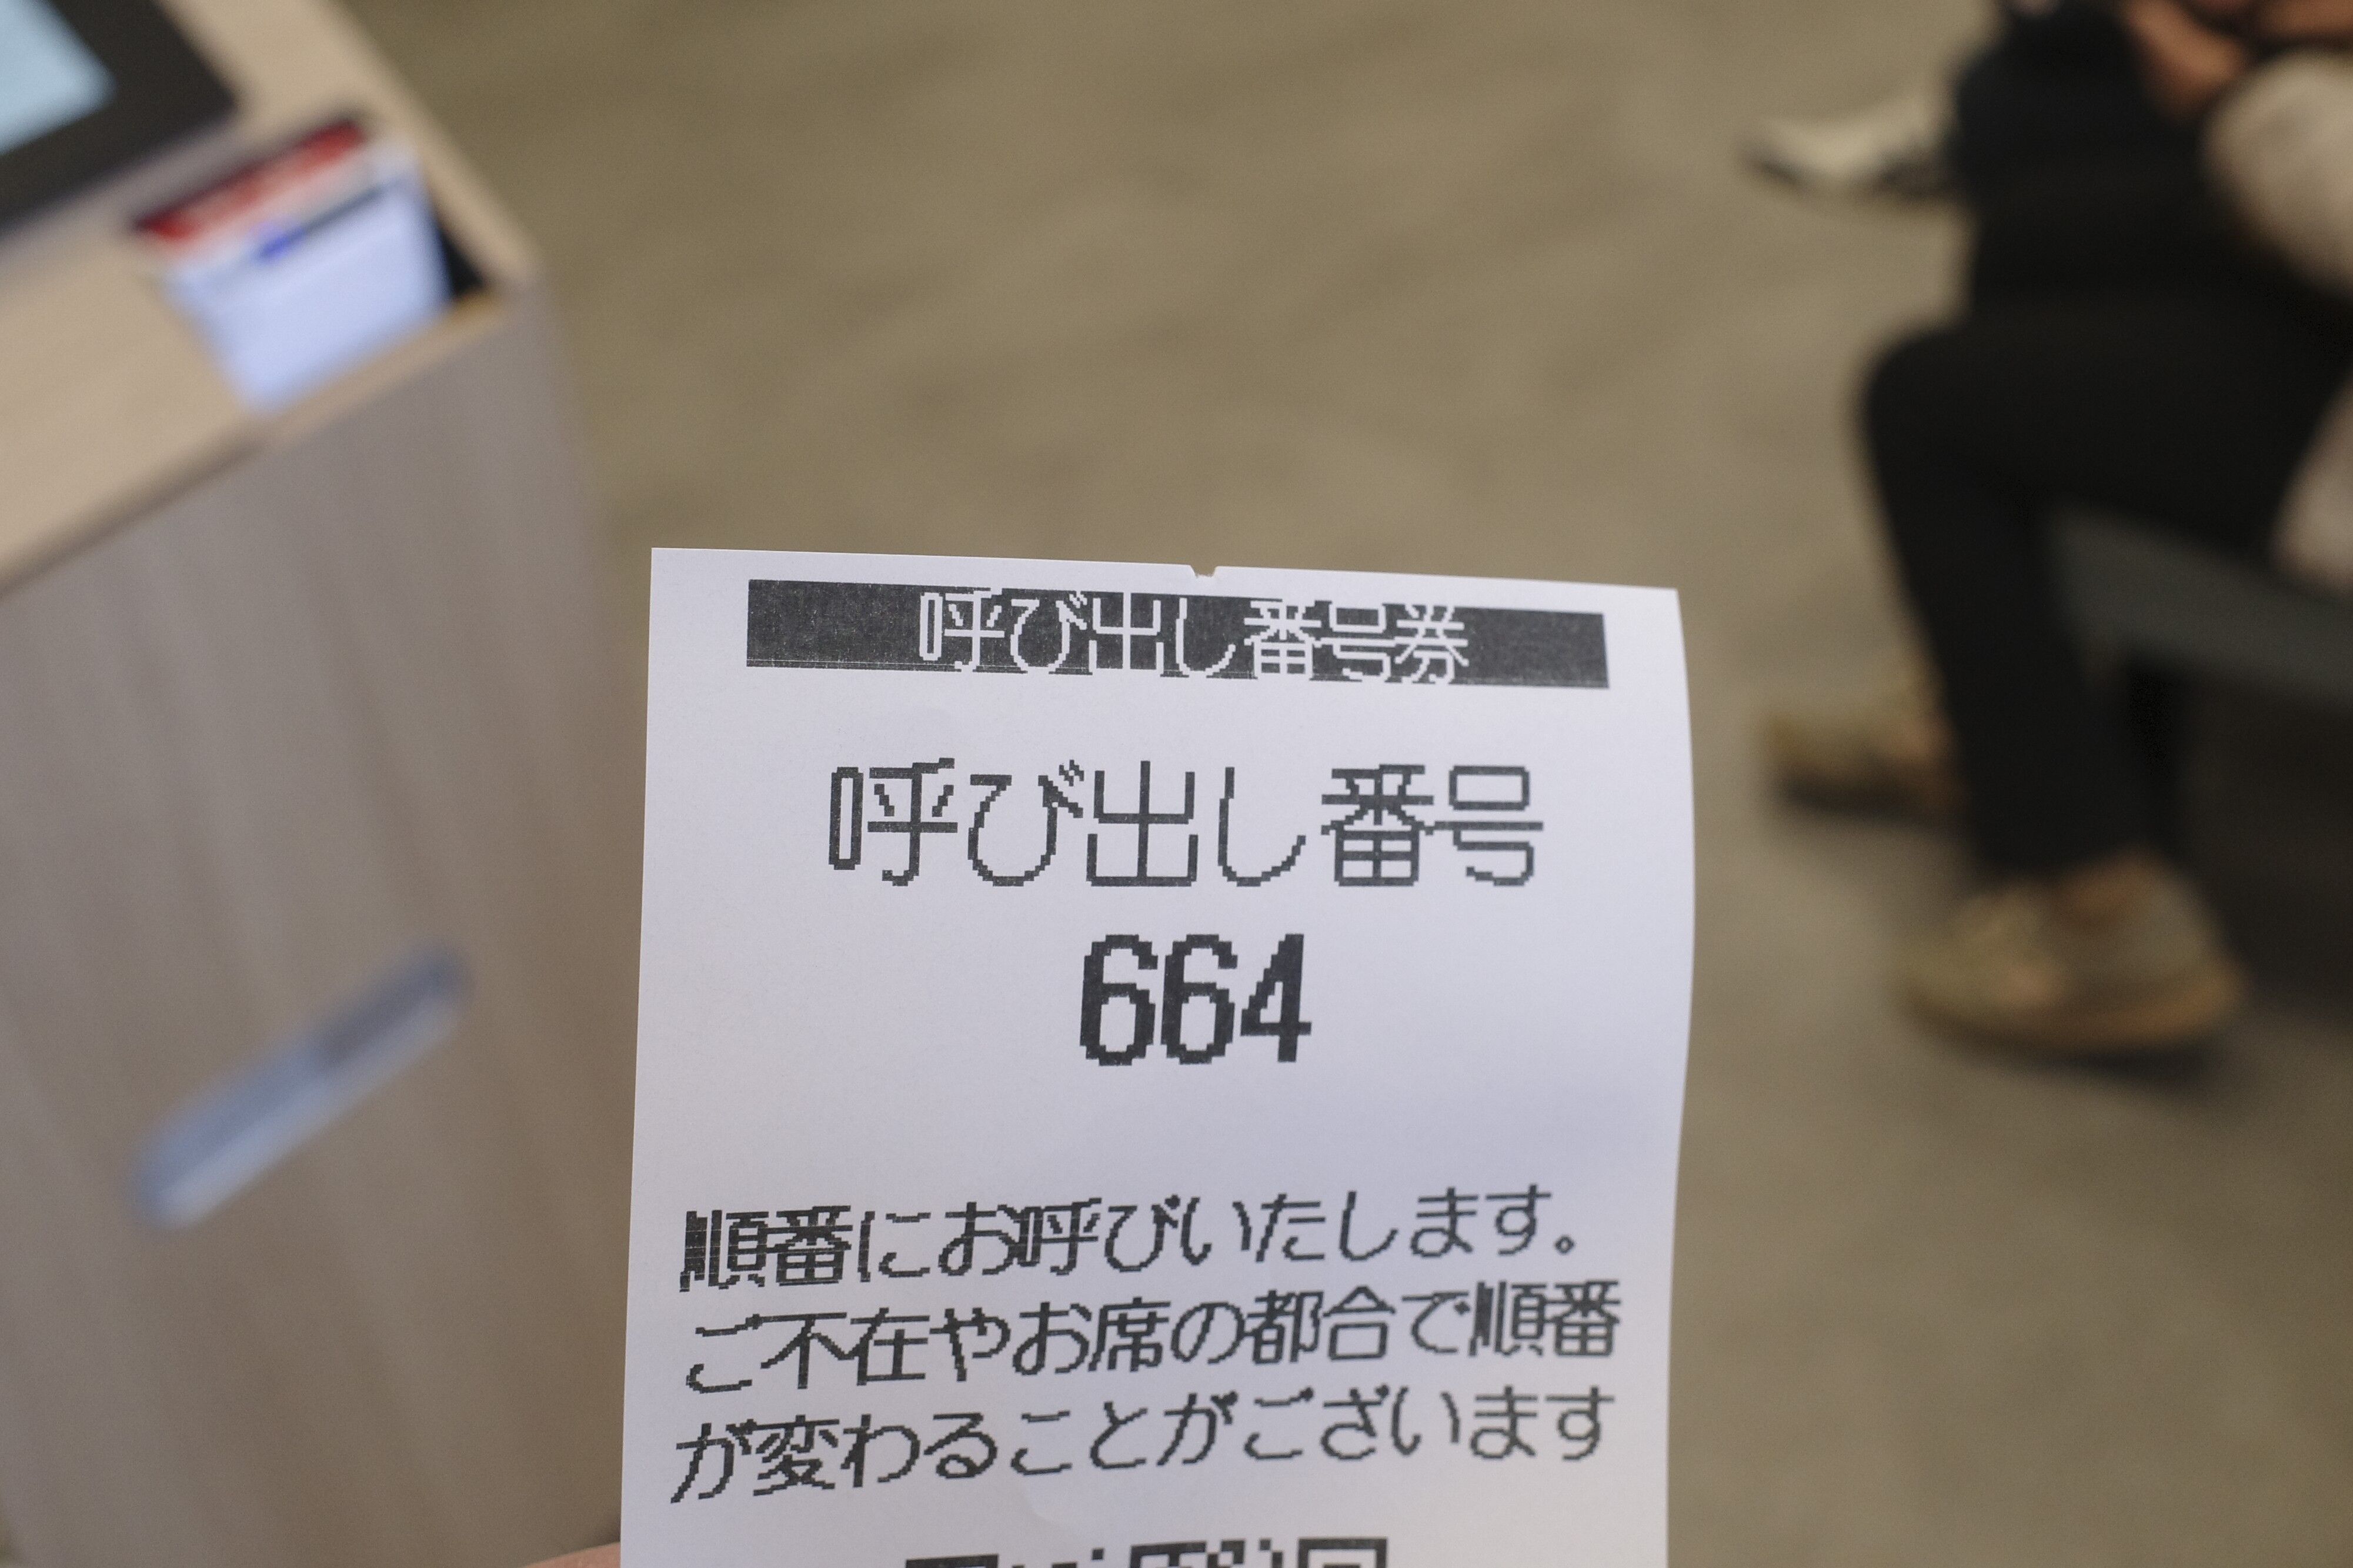 呼び出し番号券
呼び出し番号
664
順番にお呼びいたします。
ご不在やお席の都合で順番
が変わることがございます